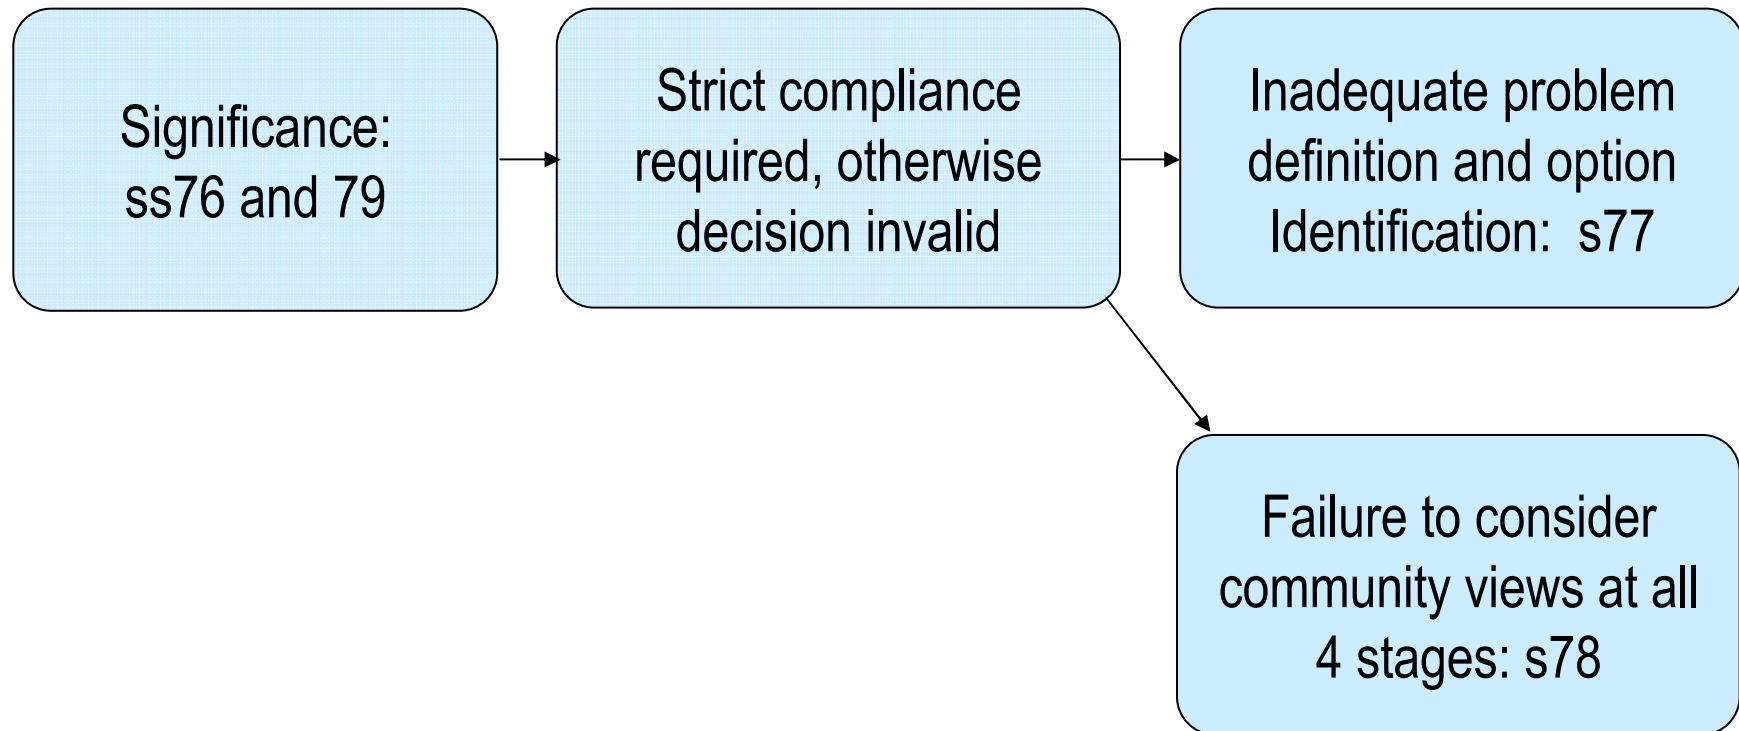 Significance:
ss76 and 79
Strict compliance
required, otherwise
decision invalid
Inadequate problem
definition and option
Identification: s77
Failure to consider
community views at all
4 stages: s78